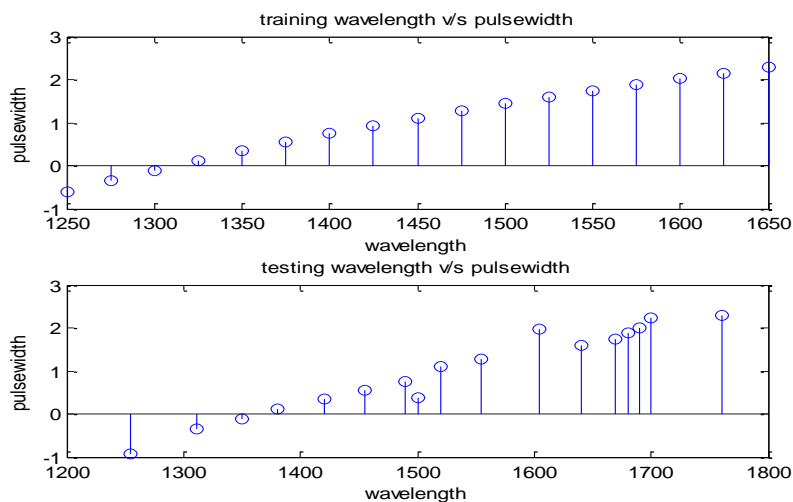 training wavelength v/s pulsewidth
3
2
1
0
-1
pulsewidth
1250 1300 1350 1400 1450 1500 1550 1600 1650
wavelength
testing wavelength v/s pulsewidth
3
2
1
0
-1
pulsewidth
1200 1300 1400 1500 1600 1700 1800
wavelength